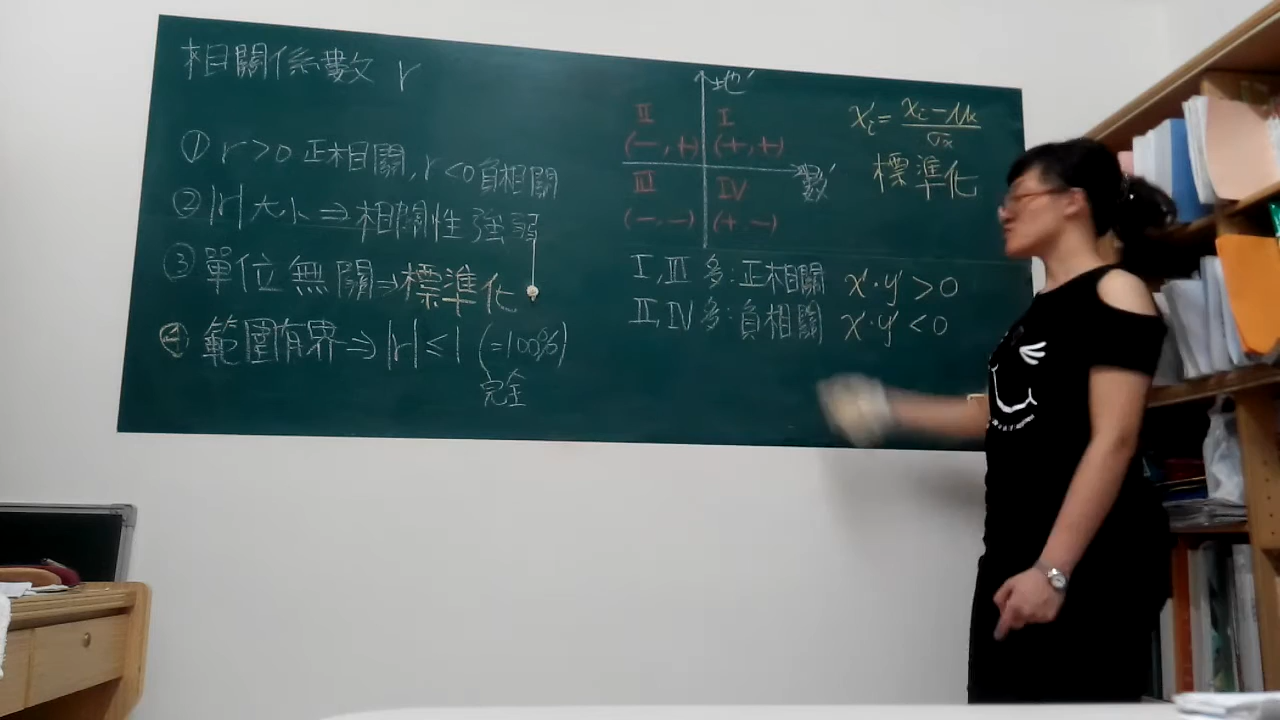 相關係數 r
① r>0 正相關, r<0 負相關
② |r| 大小 ⇒ 相關性強弱
③ 單位無關 ⇒ 標準化
④ 範圍有界 ⇒ |r| ≤ 1 (=100%)
完全
地'
II I
(-,+) (+,+)
數'
III IV
(-,-) (+,-)
I, III 多: 正相關 x'·y' > 0
II, IV 多: 負相關 x'·y' < 0
x'i = (xi - μx)/σx
標準化